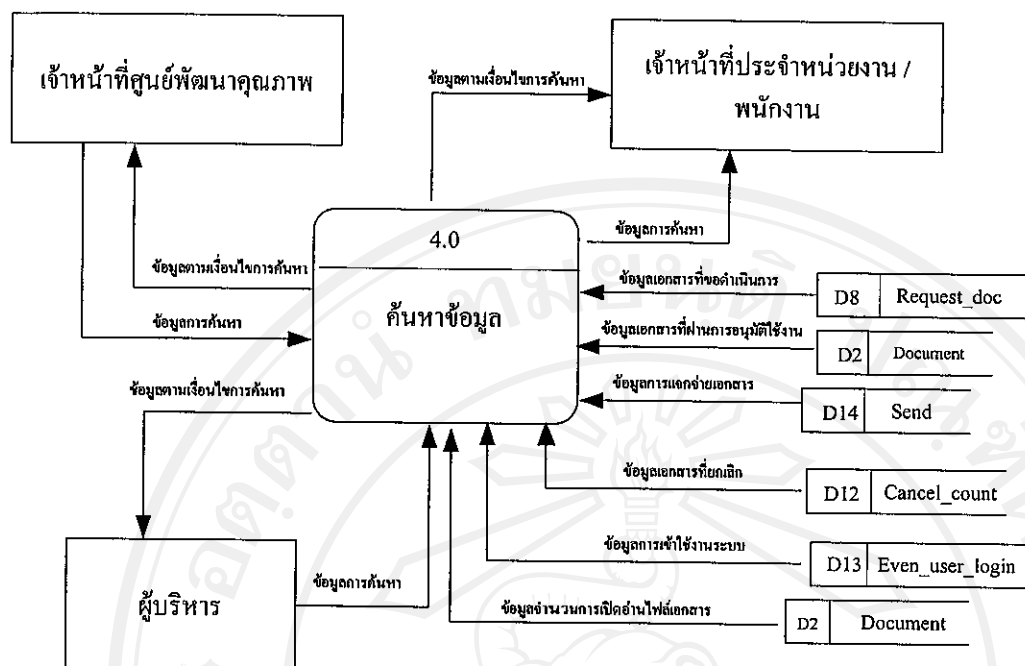 เจ้าหน้าที่ศูนย์พัฒนาคุณภาพ
ข้อมูลตามเงื่อนไขการค้นหา
เจ้าหน้าที่ประจำหน่วยงาน /
พนักงาน
4.0
ค้นหาข้อมูล
ข้อมูลการค้นหา
ข้อมูลตามเงื่อนไขการค้นหา
ข้อมูลการค้นหา
ข้อมูลตามเงื่อนไขการค้นหา
ข้อมูลเอกสารที่ขอดำเนินการ
D8 Request_doc
ข้อมูลเอกสารที่ผ่านการอนุมัติใช้งาน
D2 Document
ข้อมูลการแจกจ่ายเอกสาร
D14 Send
ข้อมูลเอกสารที่ยกเลิก
D12 Cancel_count
ข้อมูลการเข้าใช้งานระบบ
D13 Even_user_login
ข้อมูลจำนวนการเปิดอ่านไฟล์เอกสาร
D2 Document
ผู้บริหาร
ข้อมูลการค้นหา